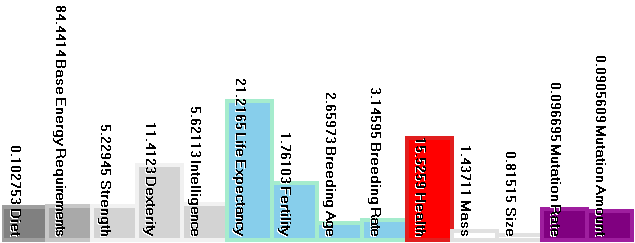 0.102753 Diet
84.4414 Base Energy Requirements
5.22945 Strength
11.4123 Dexterity
5.62113 Intelligence
21.2165 Life Expectancy
1.76103 Fertility
2.65973 Breeding Age
3.14595 Breeding Rate
15.5259 Health
1.43711 Mass
0.81515 Size
0.096695 Mutation Rate
0.0905609 Mutation Amount